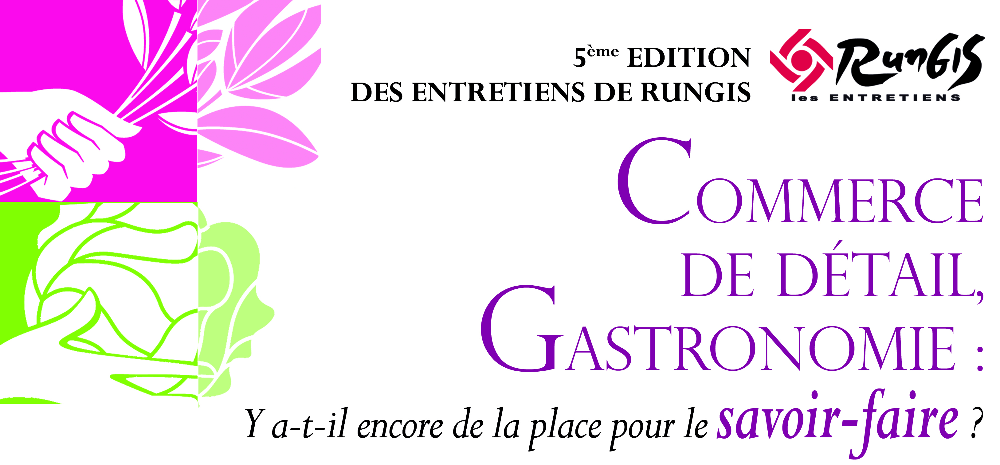 5ème EDITION
DES ENTRETIENS DE RUNGIS
RUNGIS
les ENTRETIENS
COMMERCE
DE DÉTAIL,
GASTRONOMIE :
Y a-t-il encore de la place pour le savoir-faire ?